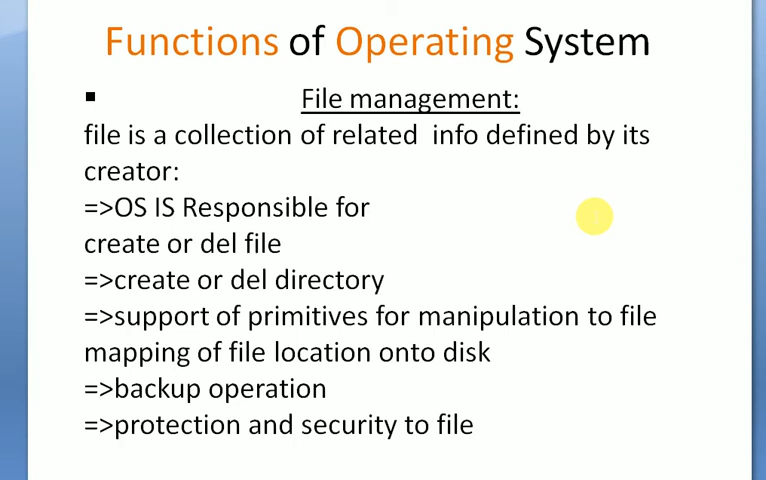 Functions of Operating System
▪ File management:
file is a collection of related  info defined by its
creator:
=>OS IS Responsible for
create or del file
=>create or del directory
=>support of primitives for manipulation to file
mapping of file location onto disk
=>backup operation
=>protection and security to file